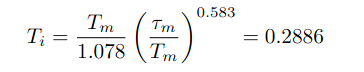 T_i = \frac{T_m}{1.078} \left( \frac{\tau_m}{T_m} \right)^{0.583} = 0.2886